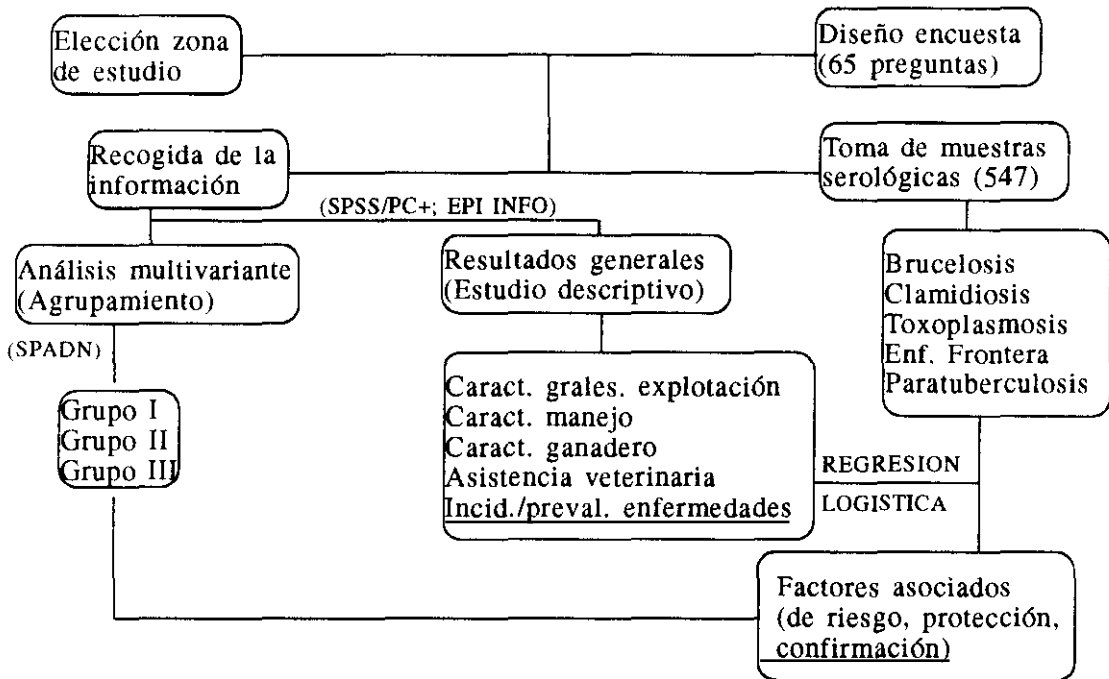 Elección zona
de estudio
Diseño encuesta
(65 preguntas)
Recogida de la
información
Toma de muestras
serológicas (547)
(SPSS/PC+; EPI INFO)
Análisis multivariante
(Agrupamiento)
Resultados generales
(Estudio descriptivo)
Brucelosis
Clamidiosis
Toxoplasmosis
Enf. Frontera
Paratuberculosis
(SPADN)
Grupo I
Grupo II
Grupo III
Caract. grales. explotación
Caract. manejo
Caract. ganadero
Asistencia veterinaria
Incid./preval. enfermedades
REGRESION
LOGISTICA
Factores asociados
(de riesgo, protección,
confirmación)